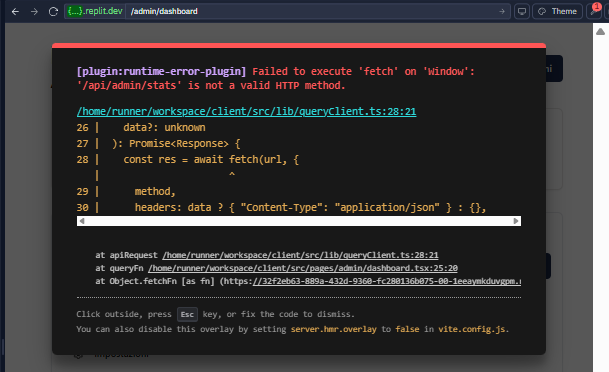 {...}.replit.dev /admin/dashboard Theme 1
[plugin:runtime-error-plugin] Failed to execute 'fetch' on 'Window':
'/api/admin/stats' is not a valid HTTP method.
/home/runner/workspace/client/src/lib/queryClient.ts:28:21
26 | data?: unknown
27 | ): Promise<Response> {
28 | const res = await fetch(url, {
| ^
29 | method,
30 | headers: data ? { "Content-Type": "application/json" } : {},
at apiRequest /home/runner/workspace/client/src/lib/queryClient.ts:28:21
at queryFn /home/runner/workspace/client/src/pages/admin/dashboard.tsx:25:20
at Object.fetchFn [as fn] (https://32f2eb63-889a-432d-9360-fc280136b075-00-1eeaymkduvgpm.
Click outside, press Esc key, or fix the code to dismiss.
You can also disable this overlay by setting server.hmr.overlay to false in vite.config.js.